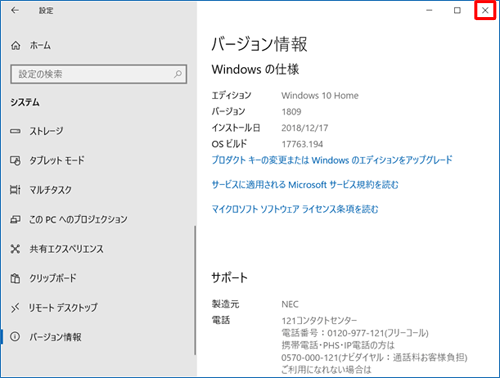 設定
ホーム
設定の検索
システム
ストレージ
タブレット モード
マルチタスク
この PC へのプロジェクション
共有エクスペリエンス
クリップボード
リモート デスクトップ
バージョン情報
バージョン情報
Windows の仕様
エディション Windows 10 Home
バージョン 1809
インストール日 2018/12/17
OS ビルド 17763.194
プロダクト キーの変更または Windows のエディションをアップグレード
サービスに適用される Microsoft サービス規約を読む
マイクロソフト ソフトウェア ライセンス条項を読む
サポート
製造元 NEC
電話 121コンタクトセンター
電話番号：0120-977-121(フリーコール)
携帯電話・PHS・IP電話の方は
0570-000-121(ナビダイヤル：通話料お客様負担)
ご利用になれない場合は